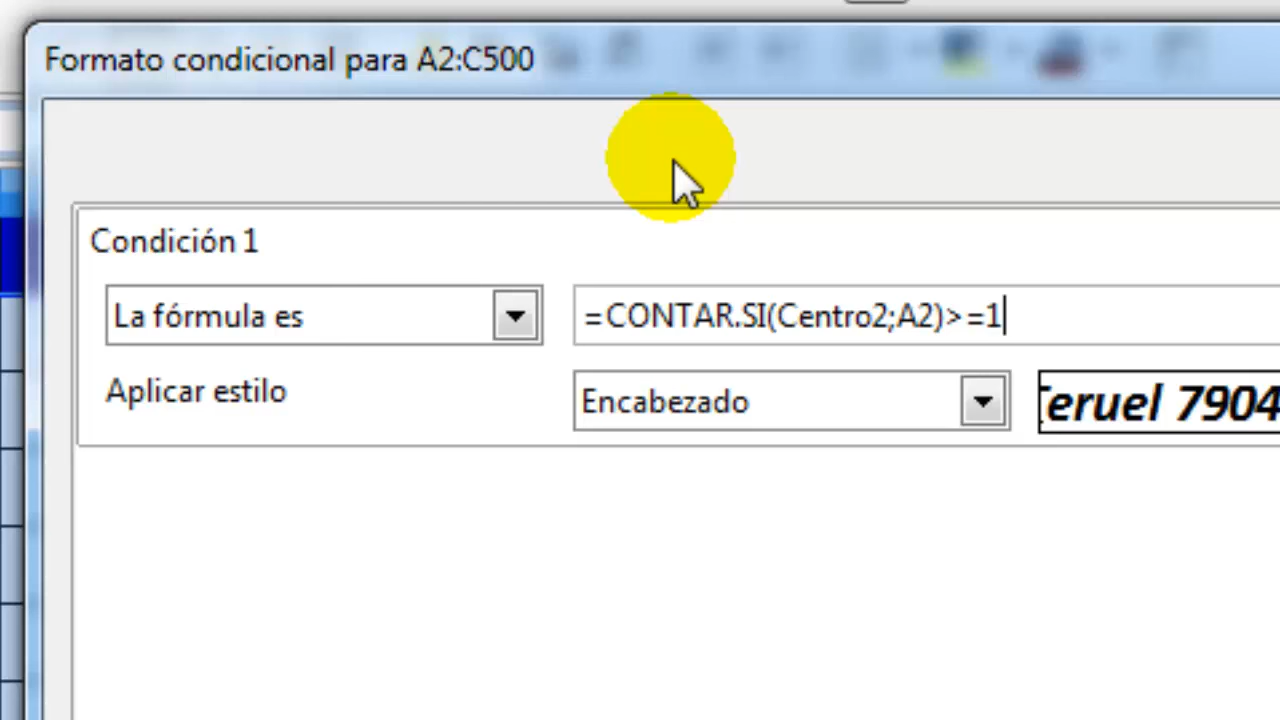 Formato condicional para A2:C500
Condición 1
La fórmula es
=CONTAR.SI(Centro2;A2)>=1
Aplicar estilo
Encabezado
eruel 7904